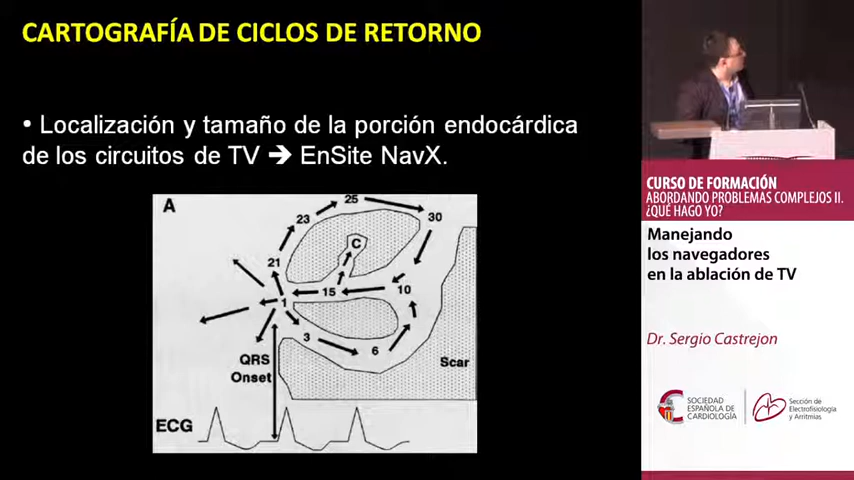 CARTOGRAFÍA DE CICLOS DE RETORNO
• Localización y tamaño de la porción endocárdica
de los circuitos de TV ➔ EnSite NavX.
A
25
23
30
C
21
15
10
1
3
6
QRS
Onset
Scar
ECG
CURSO DE FORMACIÓN
ABORDANDO PROBLEMAS COMPLEJOS II.
¿QUÉ HAGO YO?
Manejando
los navegadores
en la ablación de TV
Dr. Sergio Castrejon
SOCIEDAD
ESPAÑOLA DE
CARDIOLOGÍA
Sección de
Electrofisiología
y Arritmias